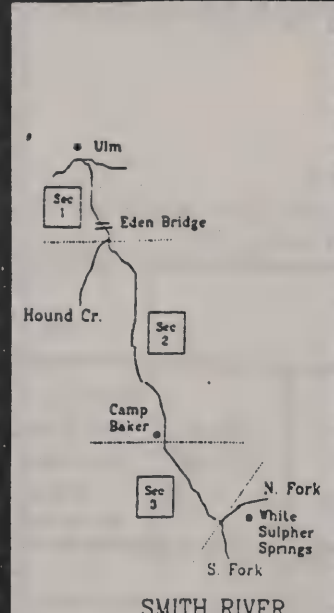 Ulm
Sec
1
Eden Bridge
Hound Cr.
Sec
2
Camp
Baker
Sec
3
N. Fork
White
Sulpher
Springs
S. Fork
SMITH RIVER